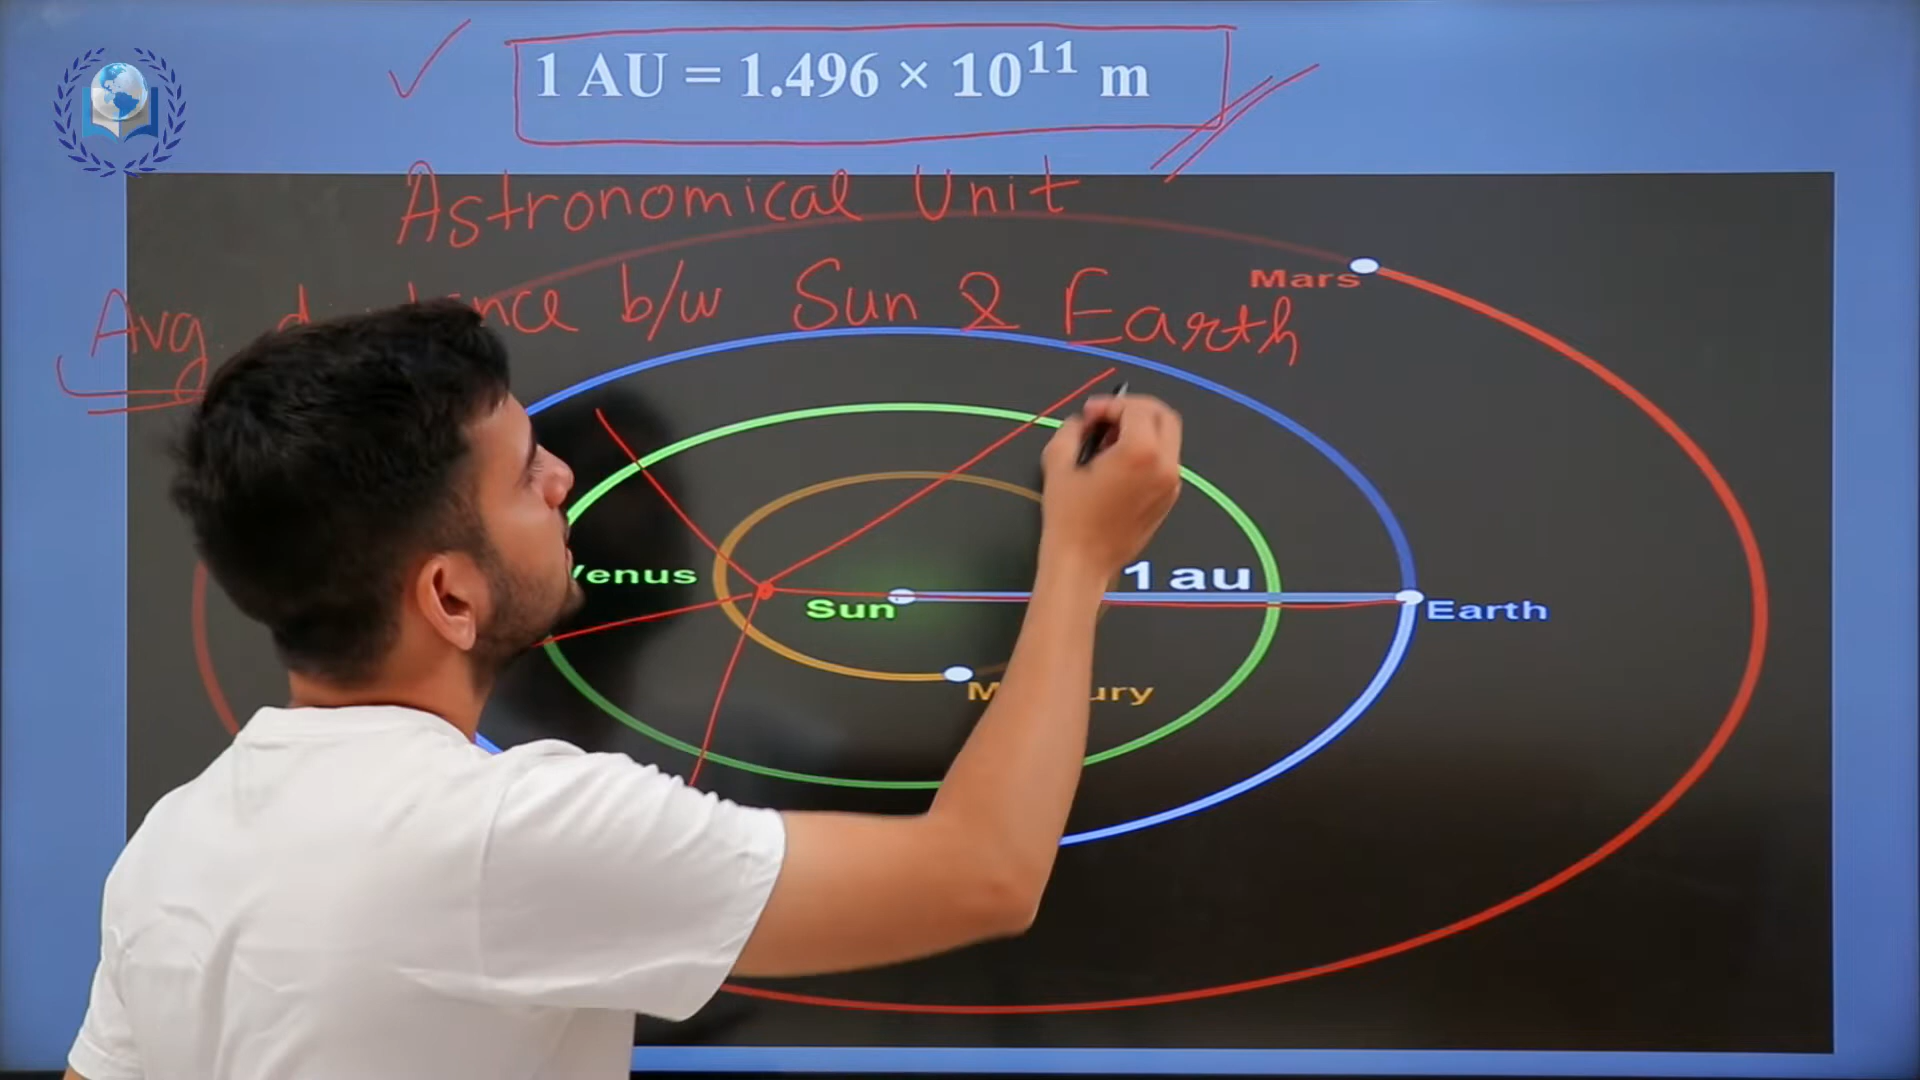 1 AU = 1.496 × 10¹¹ m
Astronomical Unit
Avg b/w Sun & Earth
Mars
Venus
1 au
Sun
Earth